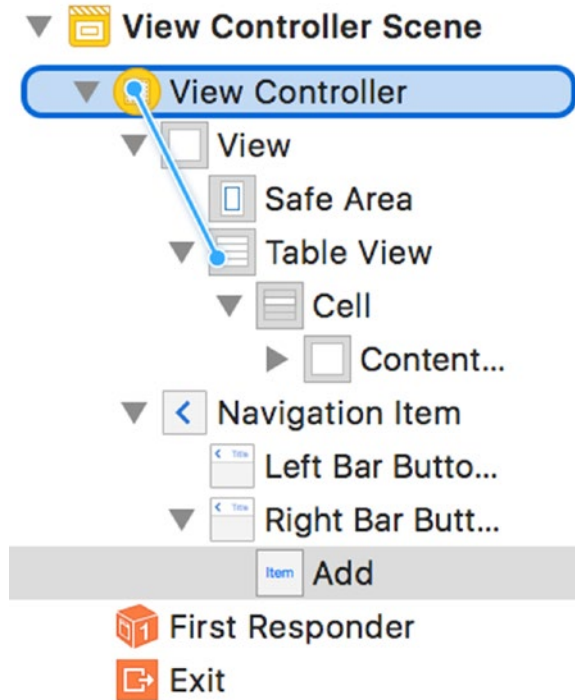 View Controller Scene
View Controller
View
Safe Area
Table View
Cell
Content...
Navigation Item
Left Bar Butto...
Right Bar Butt...
Item Add
First Responder
Exit